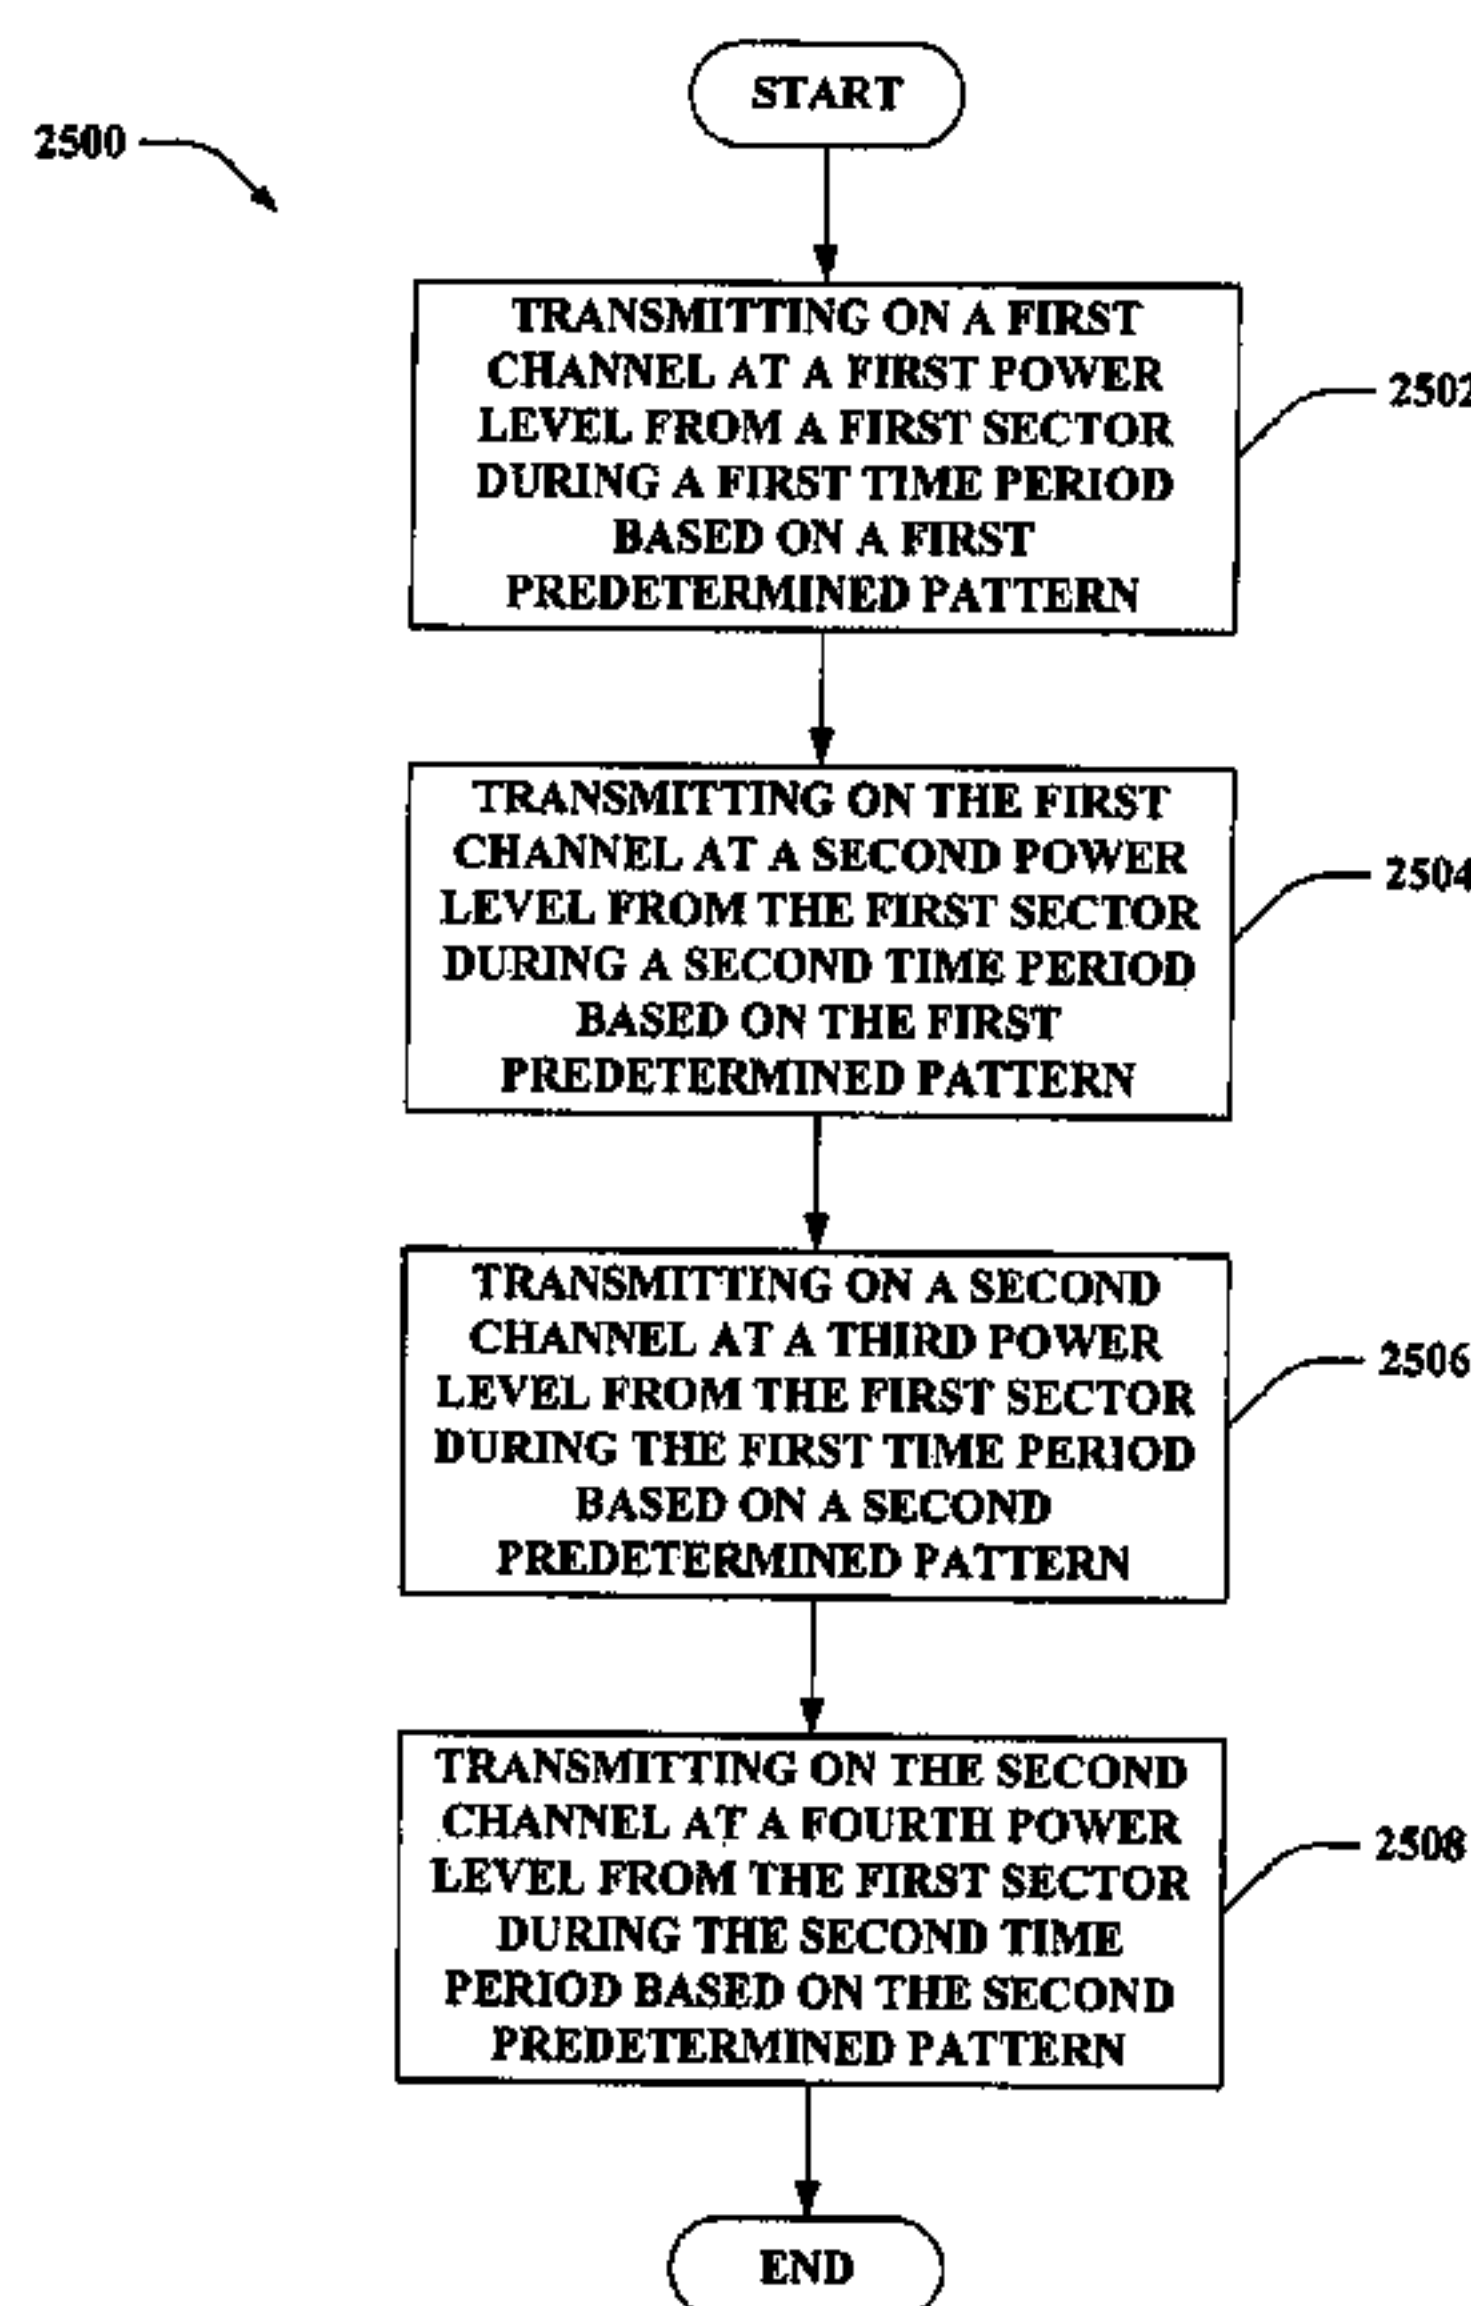 START
2500
TRANSMITTING ON A FIRST
CHANNEL AT A FIRST POWER
LEVEL FROM A FIRST SECTOR
DURING A FIRST TIME PERIOD
BASED ON A FIRST
PREDETERMINED PATTERN
2502
TRANSMITTING ON THE FIRST
CHANNEL AT A SECOND POWER
LEVEL FROM THE FIRST SECTOR
DURING A SECOND TIME PERIOD
BASED ON THE FIRST
PREDETERMINED PATTERN
2504
TRANSMITTING ON A SECOND
CHANNEL AT A THIRD POWER
LEVEL FROM THE FIRST SECTOR
DURING THE FIRST TIME PERIOD
BASED ON A SECOND
PREDETERMINED PATTERN
2506
TRANSMITTING ON THE SECOND
CHANNEL AT A FOURTH POWER
LEVEL FROM THE FIRST SECTOR
DURING THE SECOND TIME
PERIOD BASED ON THE SECOND
PREDETERMINED PATTERN
2508
END